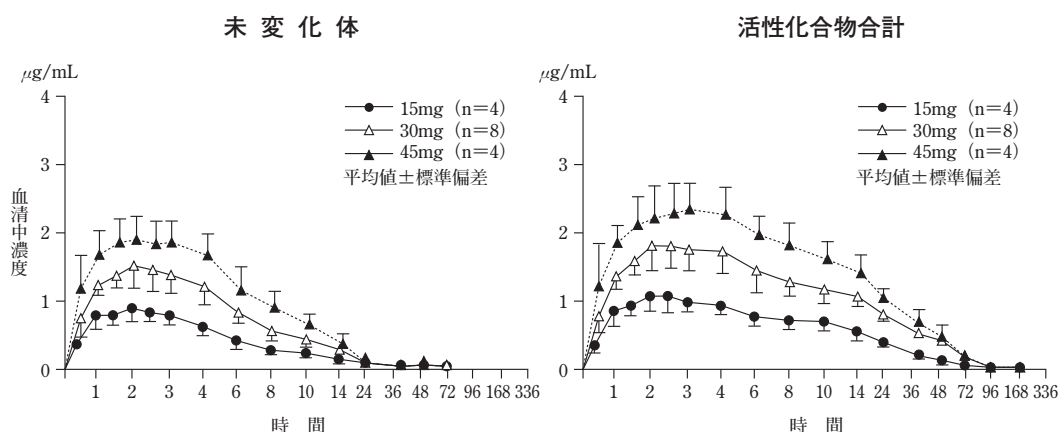 未変化体
μg/mL
4
3
2
1
0
血清中濃度
15mg（n＝4）
30mg（n＝8）
45mg（n＝4）
平均値±標準偏差
1 2 3 4 6 8 10 14 24 36 48 72 96 168 336
時　間
活性化合物合計
μg/mL
4
3
2
1
0
15mg（n＝4）
30mg（n＝8）
45mg（n＝4）
平均値±標準偏差
1 2 3 4 6 8 10 14 24 36 48 72 96 168 336
時　間